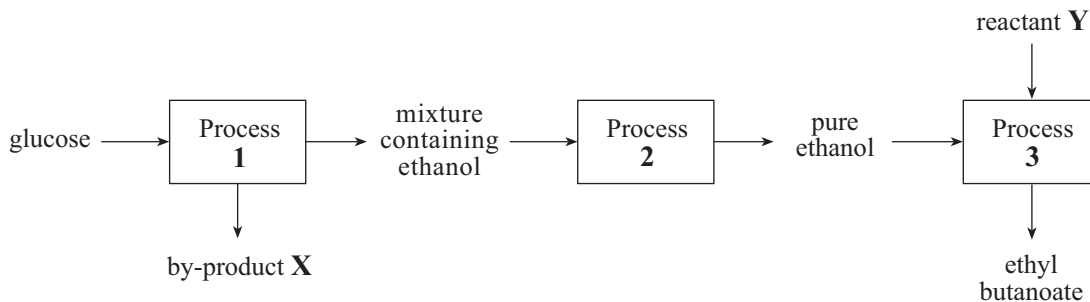 reactant Y
glucose
Process
1
mixture
containing
ethanol
Process
2
pure
ethanol
Process
3
by-product X
ethyl
butanoate